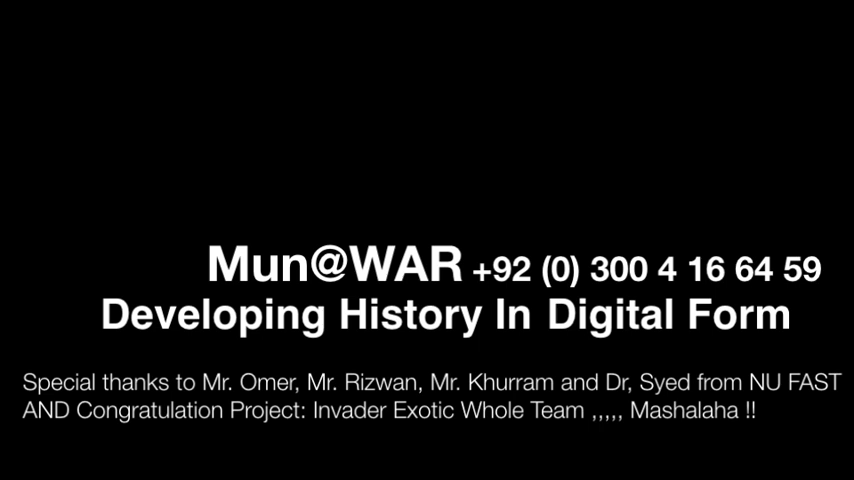 Mun@WAR +92 (0) 300 4 16 64 59
Developing History In Digital Form
Special thanks to Mr. Omer, Mr. Rizwan, Mr. Khurram and Dr, Syed from NU FAST
AND Congratulation Project: Invader Exotic Whole Team ,,,,, Mashalaha !!